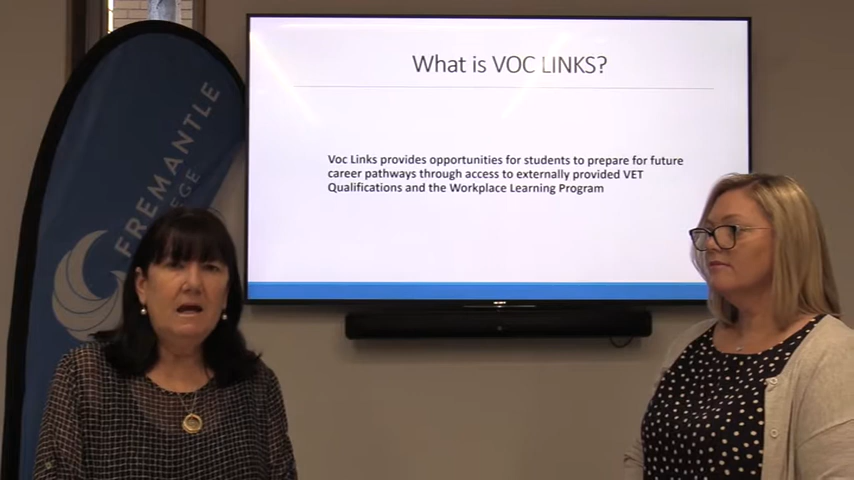 What is VOC LINKS?
Voc Links provides opportunities for students to prepare for future
career pathways through access to externally provided VET
Qualifications and the Workplace Learning Program
FREMANTLE
SONY